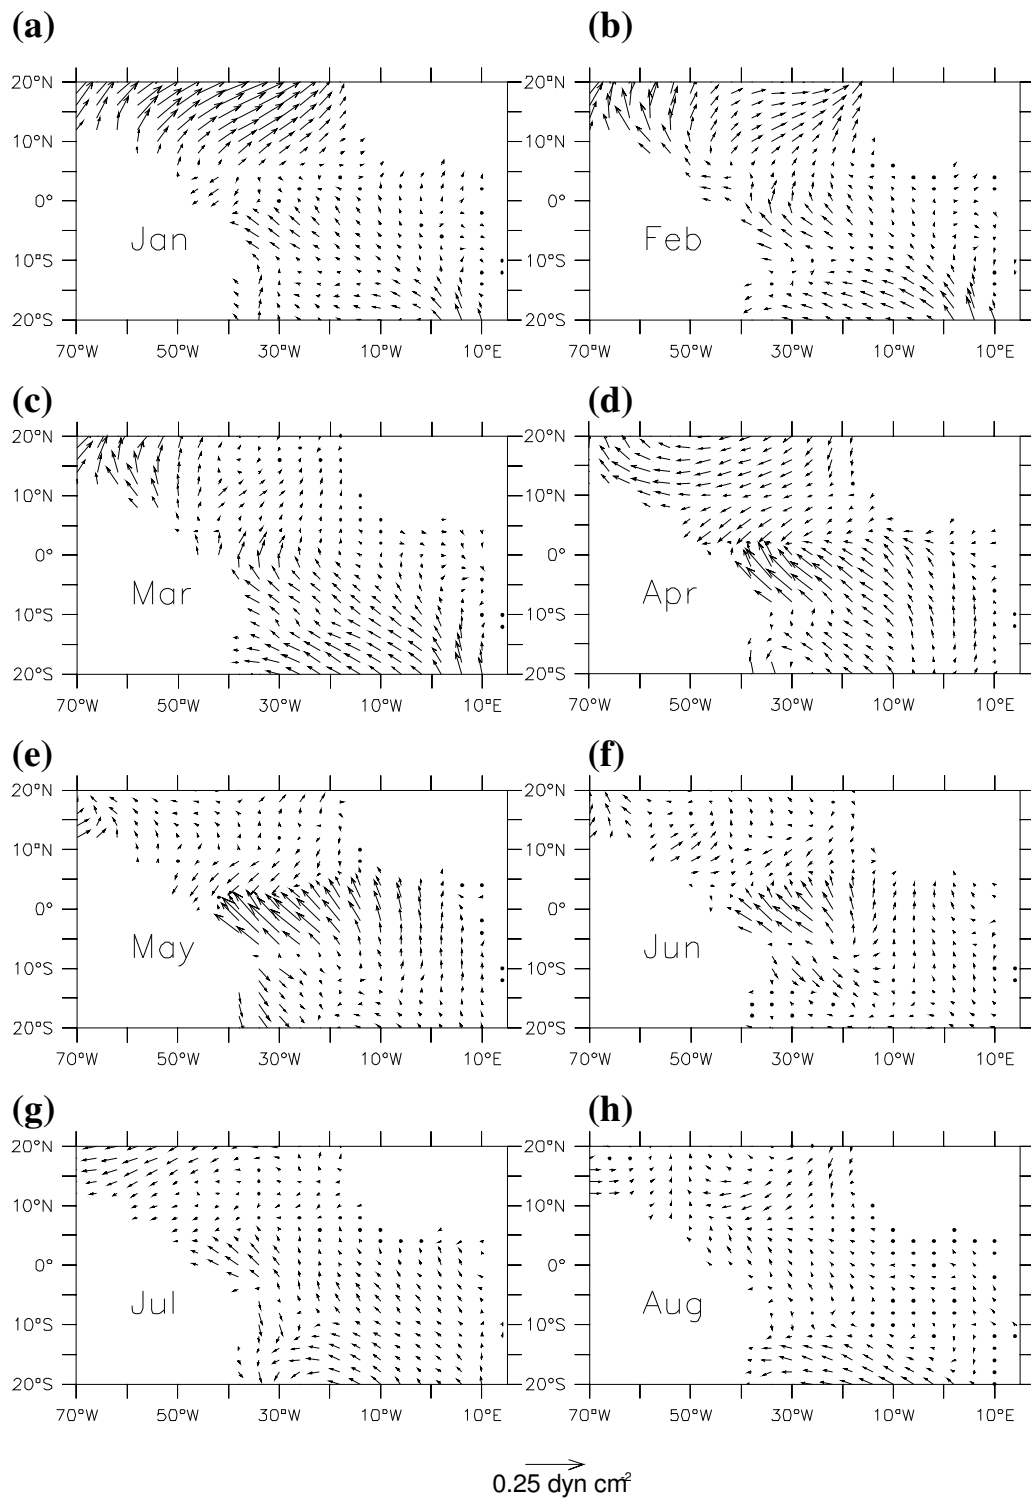 (a) (b)
20°N 20°N
10°N 10°N
0° 0°
Jan Feb
10°S 10°S
20°S 20°S
70°W 50°W 30°W 10°W 10°E 70°W 50°W 30°W 10°W 10°E
(c) (d)
20°N 20°N
10°N 10°N
0° 0°
Mar Apr
10°S 10°S
20°S 20°S
70°W 50°W 30°W 10°W 10°E 70°W 50°W 30°W 10°W 10°E
(e) (f)
20°N 20°N
10°N 10°N
0° 0°
May Jun
10°S 10°S
20°S 20°S
70°W 50°W 30°W 10°W 10°E 70°W 50°W 30°W 10°W 10°E
(g) (h)
20°N 20°N
10°N 10°N
0° 0°
Jul Aug
10°S 10°S
20°S 20°S
70°W 50°W 30°W 10°W 10°E 70°W 50°W 30°W 10°W 10°E
0.25 dyn cm⁻²